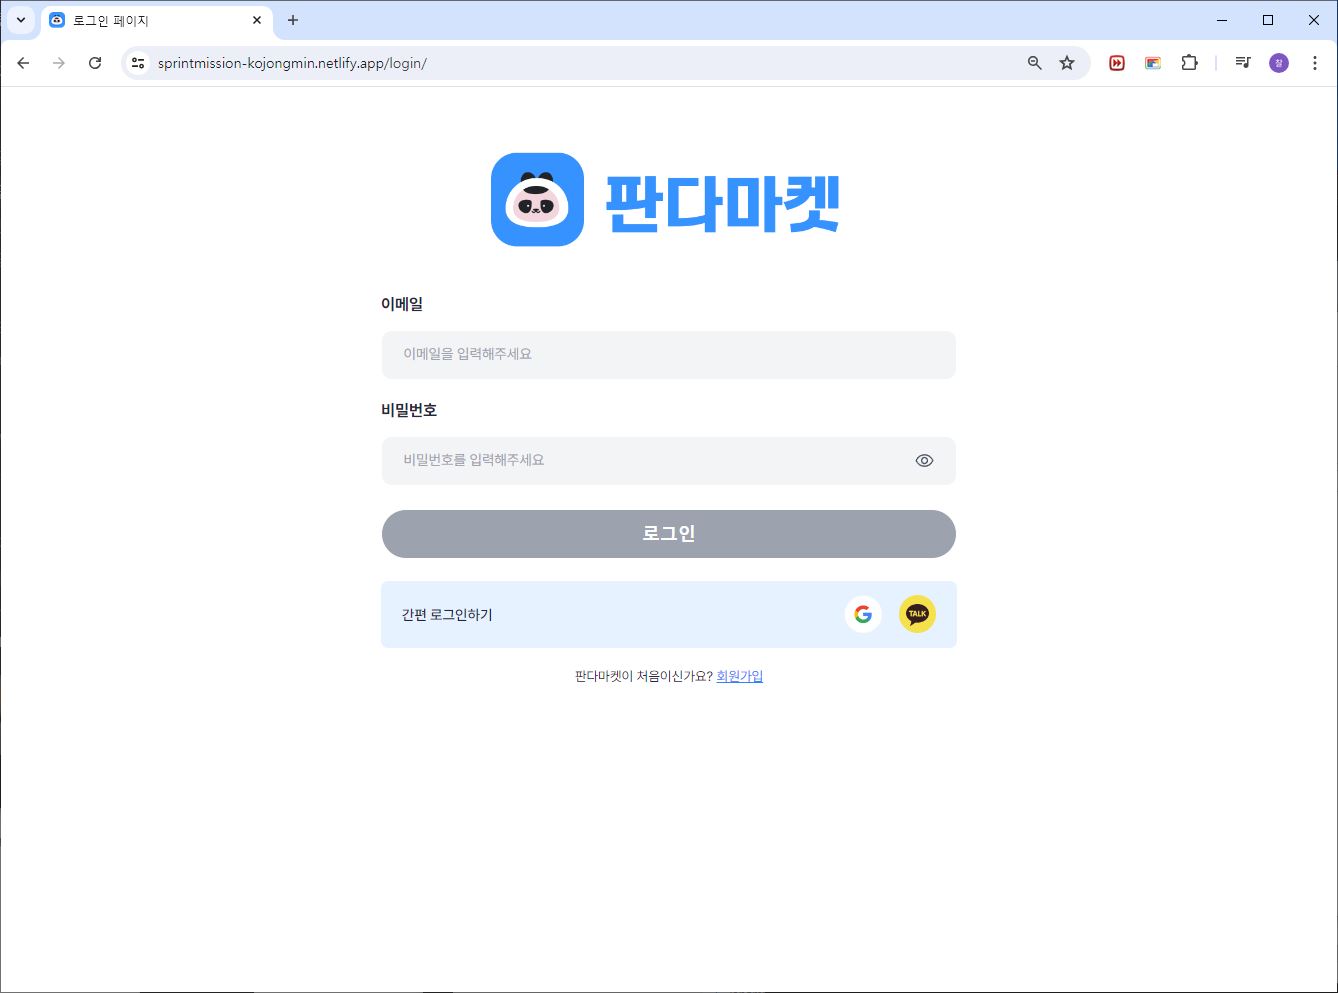 로그인 페이지
sprintmission-kojongmin.netlify.app/login/
찰
판다마켓
이메일
이메일을 입력해주세요
비밀번호
비밀번호를 입력해주세요
로그인
간편 로그인하기
TALK
판다마켓이 처음이신가요? 회원가입